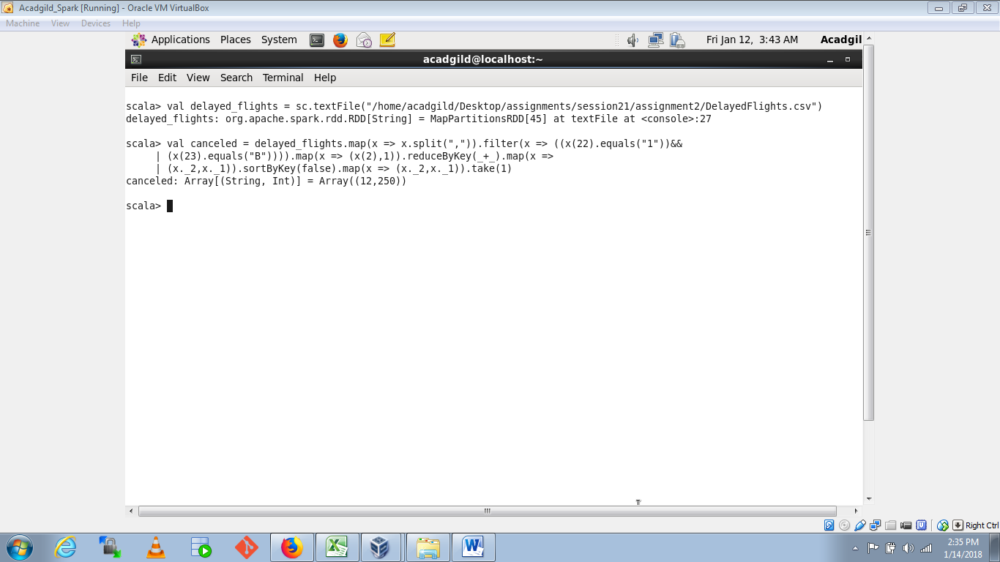 Acadgild_Spark [Running] - Oracle VM VirtualBox
Machine View Devices Help
Applications Places System Fri Jan 12, 3:43 AM Acadgil
acadgild@localhost:~
File Edit View Search Terminal Help
scala> val delayed_flights = sc.textFile("/home/acadgild/Desktop/assignments/session21/assignment2/DelayedFlights.csv")
delayed_flights: org.apache.spark.rdd.RDD[String] = MapPartitionsRDD[45] at textFile at <console>:27
scala> val canceled = delayed_flights.map(x => x.split(",")).filter(x => ((x(22).equals("1"))&&
| (x(23).equals("B")))).map(x => (x(2),1)).reduceByKey(_+_).map(x =>
| (x._2,x._1)).sortByKey(false).map(x => (x._2,x._1)).take(1)
canceled: Array[(String, Int)] = Array((12,250))
scala>
Right Ctrl
2:35 PM
1/14/2018